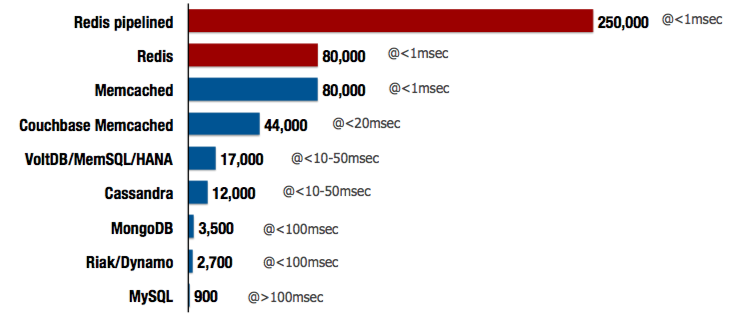 Redis pipelined 250,000 @<1msec
Redis 80,000 @<1msec
Memcached 80,000 @<1msec
Couchbase Memcached 44,000 @<20msec
VoltDB/MemSQL/HANA 17,000 @<10-50msec
Cassandra 12,000 @<10-50msec
MongoDB 3,500 @<100msec
Riak/Dynamo 2,700 @<100msec
MySQL 900 @>100msec